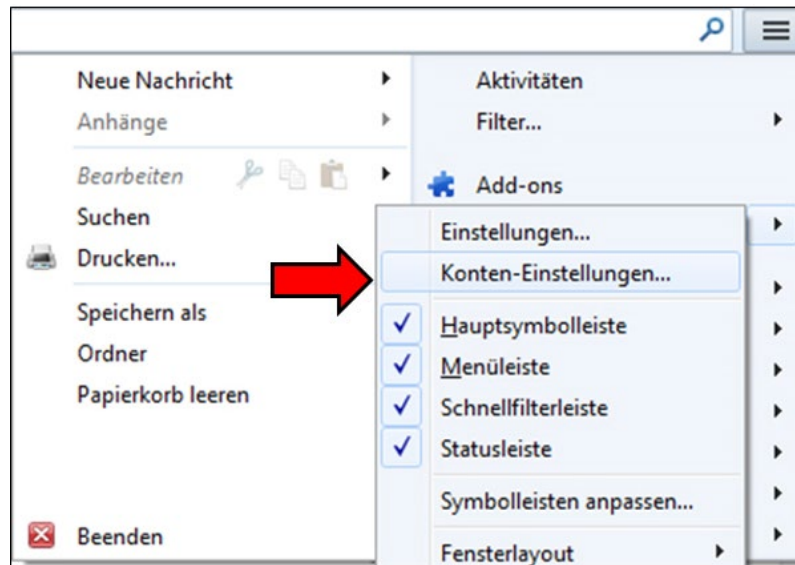 Neue Nachricht
Anhänge
Bearbeiten
Suchen
Drucken...
Speichern als
Ordner
Papierkorb leeren
Beenden
Aktivitäten
Filter...
Add-ons
Einstellungen...
Konten-Einstellungen...
Hauptsymbolleiste
Menüleiste
Schnellfilterleiste
Statusleiste
Symbolleisten anpassen...
Fensterlayout